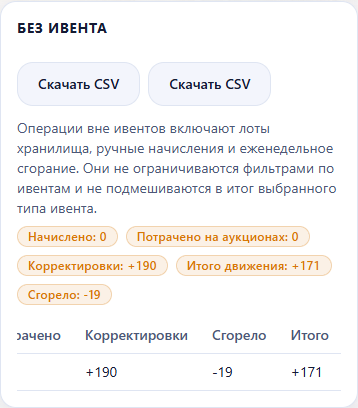 БЕЗ ИВЕНТА
Скачать CSV Скачать CSV
Операции вне ивентов включают лоты
хранилища, ручные начисления и еженедельное
сгорание. Они не ограничиваются фильтрами по
ивентам и не подмешиваются в итог выбранного
типа ивента.
Начислено: 0 Потрачено на аукционах: 0
Корректировки: +190 Итого движения: +171
Сгорело: -19
рачено Корректировки Сгорело Итого
+190 -19 +171